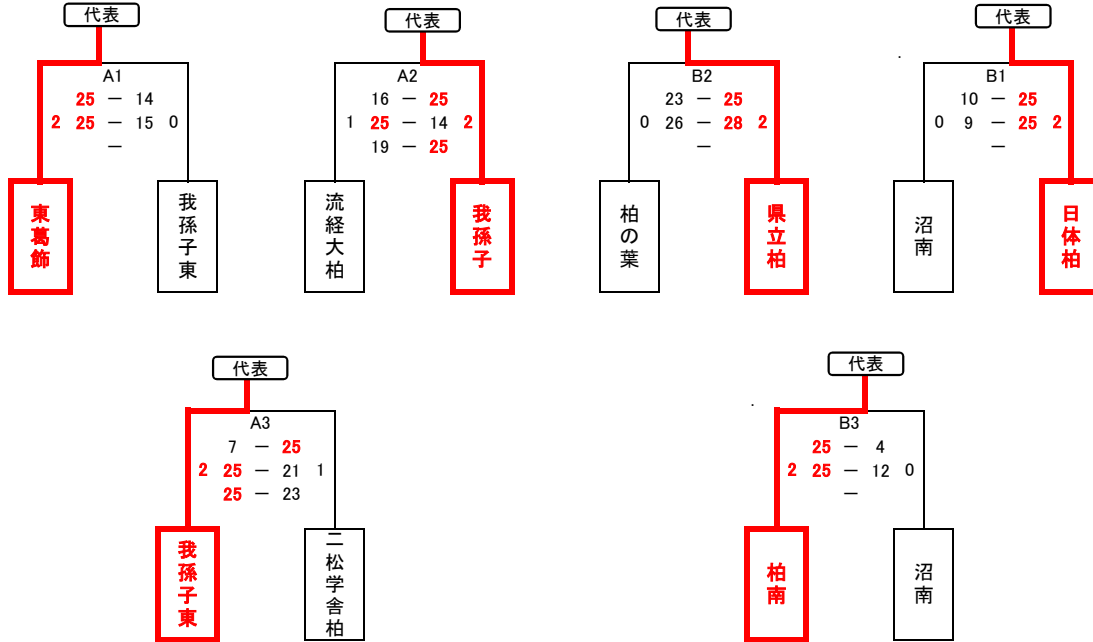 代表
代表
代表
代表
A1
25 － 14
2 25 － 15 0
－
A2
16 － 25
1 25 － 14 2
19 － 25
B2
23 － 25
0 26 － 28 2
－
B1
10 － 25
0 9 － 25 2
－
東葛飾
我孫子東
流経大柏
我孫子
柏の葉
県立柏
沼南
日体柏
代表
代表
A3
7 － 25
2 25 － 21 1
25 － 23
B3
25 － 4
2 25 － 12 0
－
我孫子東
二松学舎柏
柏南
沼南